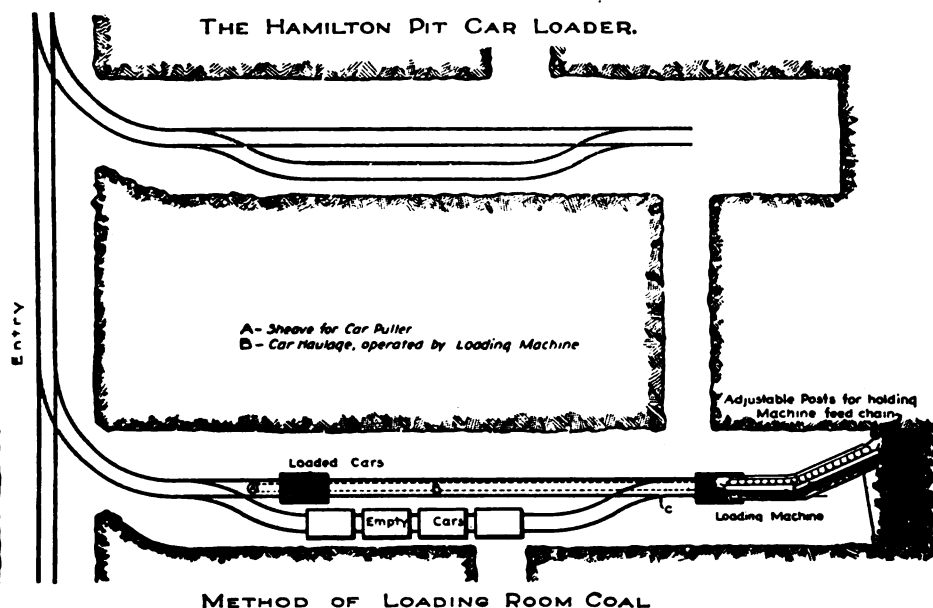 THE HAMILTON PIT CAR LOADER.
Entry
A- Sheave for Car Puller
B- Car Haulage, operated by Loading Machine
Adjustable Posts for holding
Machine feed chain
Loaded Cars
B
C
Empty Cars
Loading Machine
METHOD OF LOADING ROOM COAL